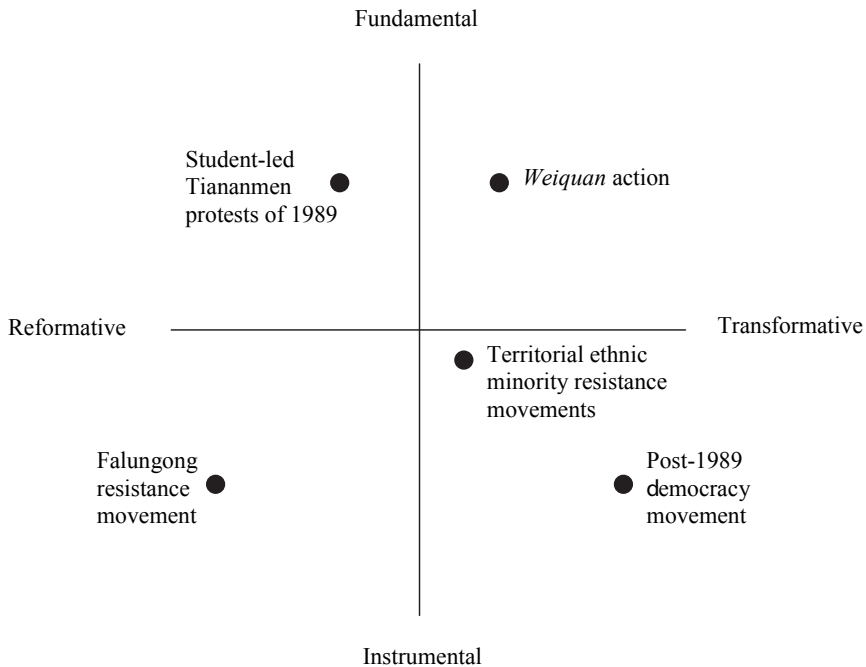 Fundamental
Student-led
Tiananmen
protests of 1989
Weiquan action
Reformative
Transformative
Territorial ethnic
minority resistance
movements
Falungong
resistance
movement
Post-1989
democracy
movement
Instrumental